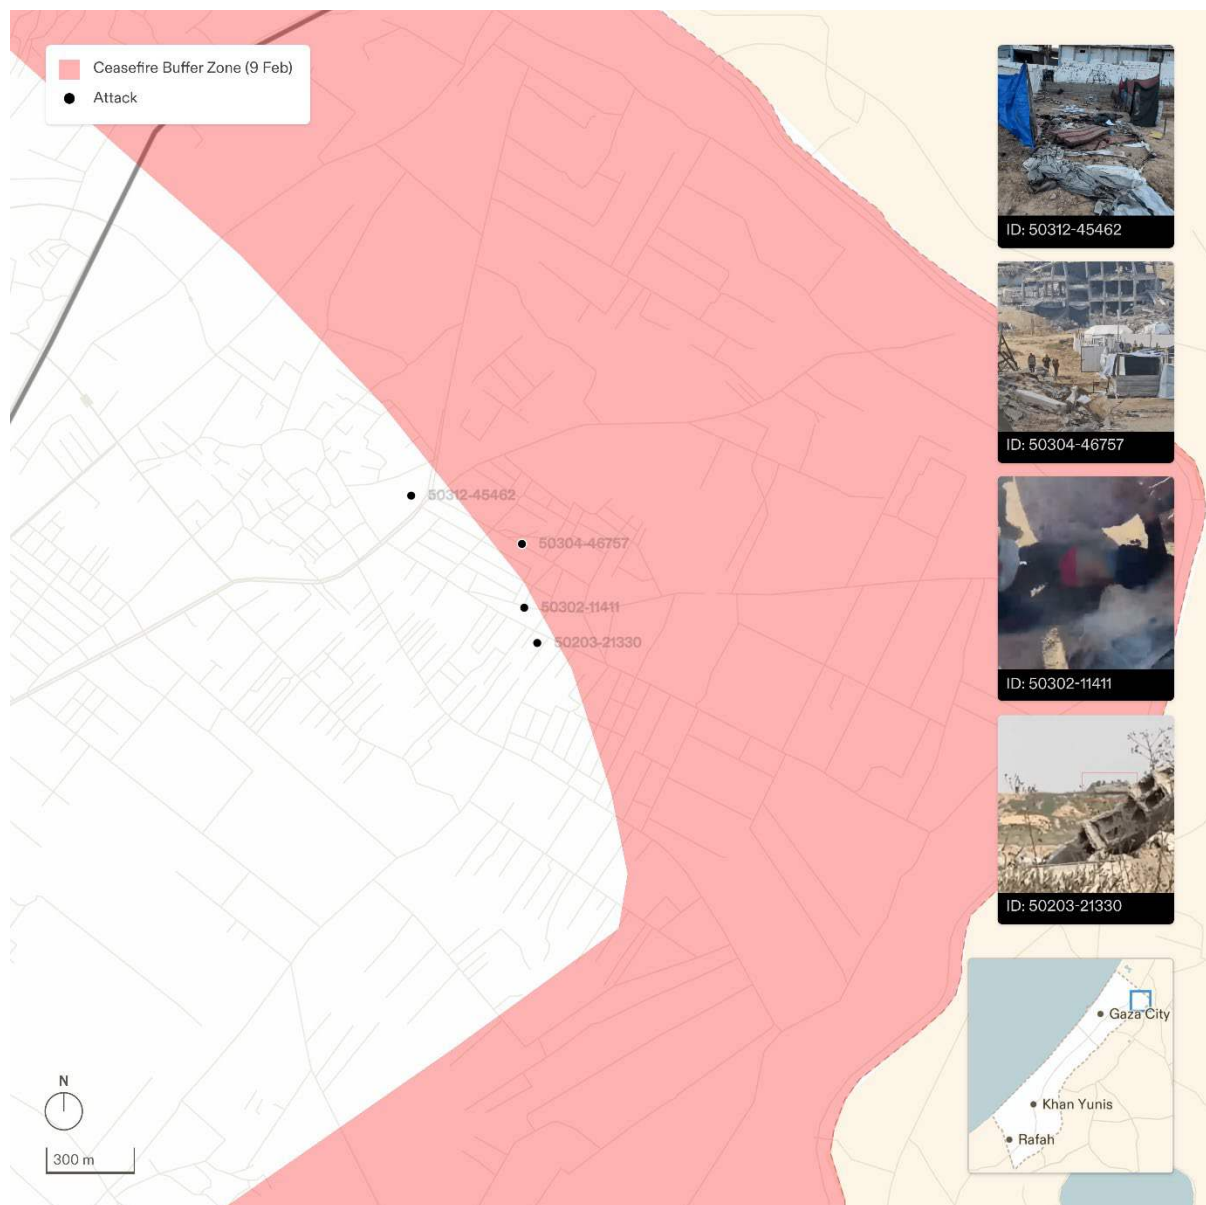 Ceasefire Buffer Zone (9 Feb)
Attack
ID: 50312-45462
ID: 50304-46757
50312-45462
50304-46757
50302-11411
50203-21330
ID: 50302-11411
ID: 50203-21330
Gaza City
Khan Yunis
Rafah
N
300 m